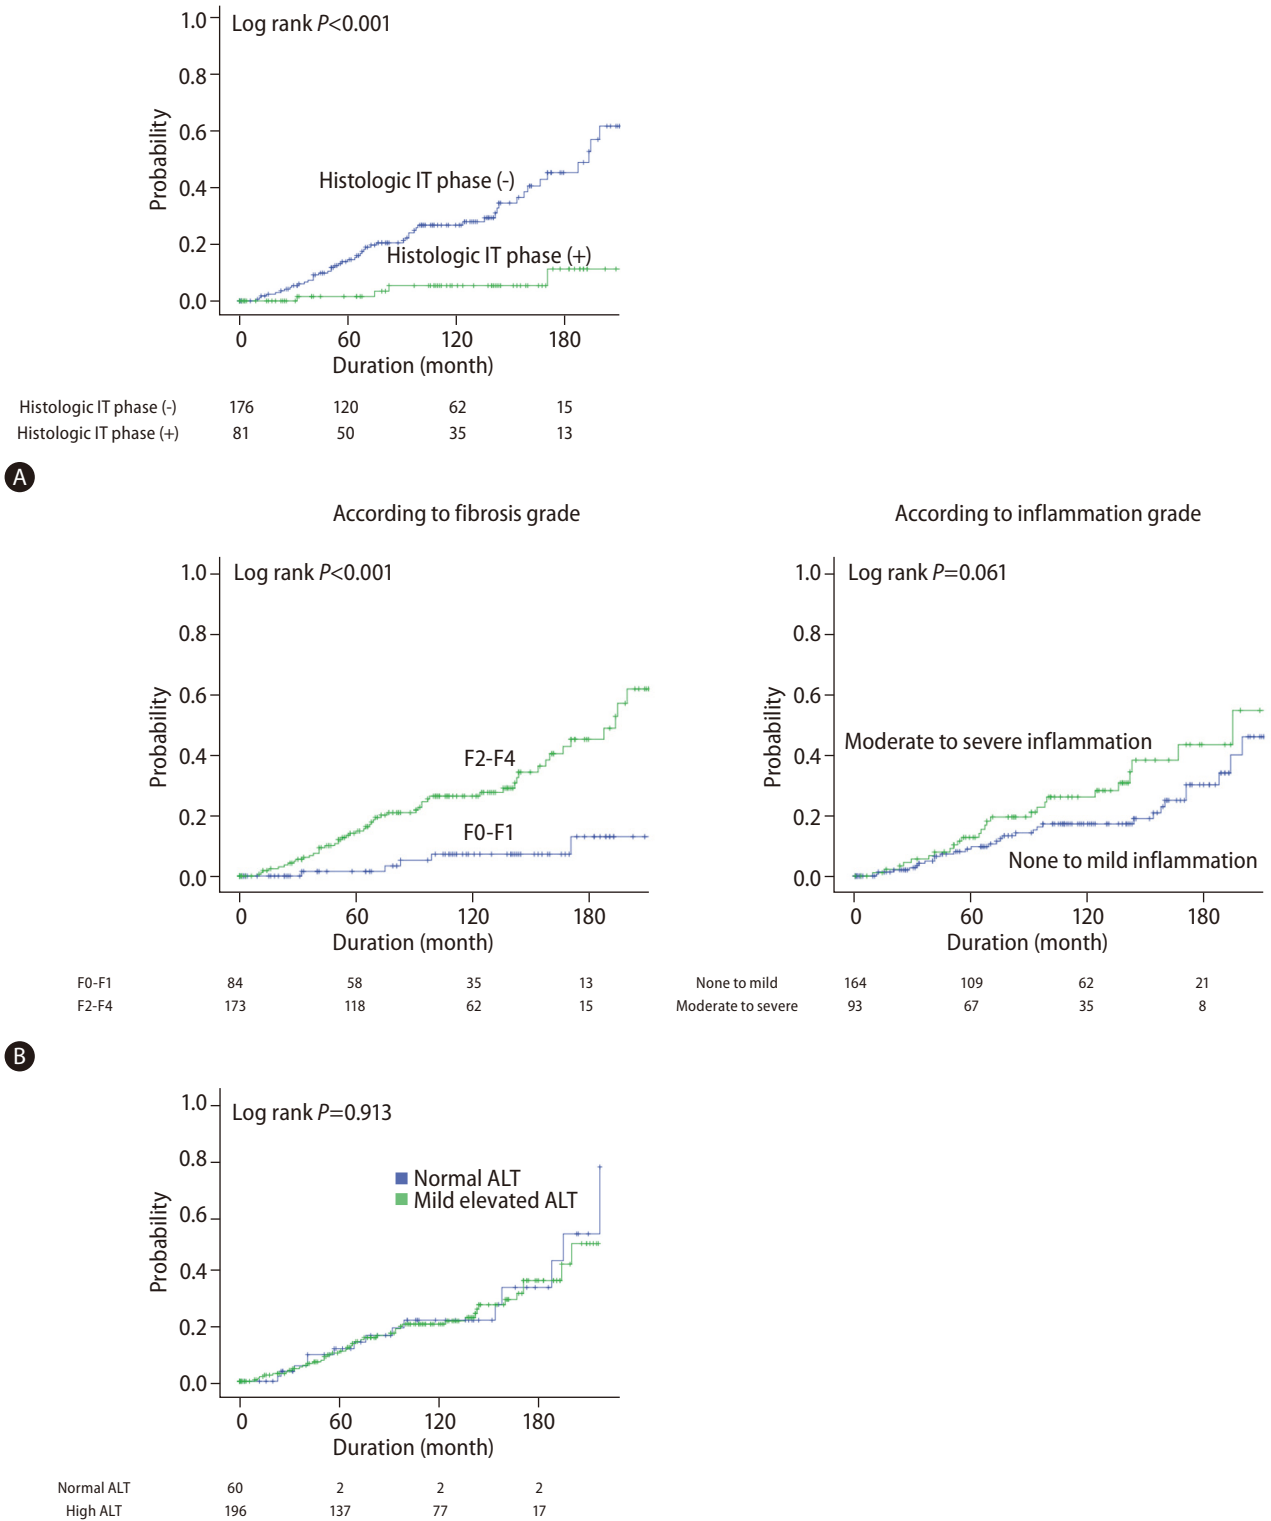 Log rank P<0.001
1.0
0.8
0.6
0.4
0.2
0.0
Probability
Histologic IT phase (-)
Histologic IT phase (+)
0 60 120 180
Duration (month)
Histologic IT phase (-) 176 120 62 15
Histologic IT phase (+) 81 50 35 13
A
According to fibrosis grade
Log rank P<0.001
1.0
0.8
0.6
0.4
0.2
0.0
Probability
F2-F4
F0-F1
0 60 120 180
Duration (month)
F0-F1 84 58 35 13
F2-F4 173 118 62 15
According to inflammation grade
Log rank P=0.061
1.0
0.8
0.6
0.4
0.2
0.0
Probability
Moderate to severe inflammation
None to mild inflammation
0 60 120 180
Duration (month)
None to mild 164 109 62 21
Moderate to severe 93 67 35 8
B
Log rank P=0.913
1.0
0.8
0.6
0.4
0.2
0.0
Probability
Normal ALT
Mild elevated ALT
0 60 120 180
Duration (month)
Normal ALT 60 2 2 2
High ALT 196 137 77 17